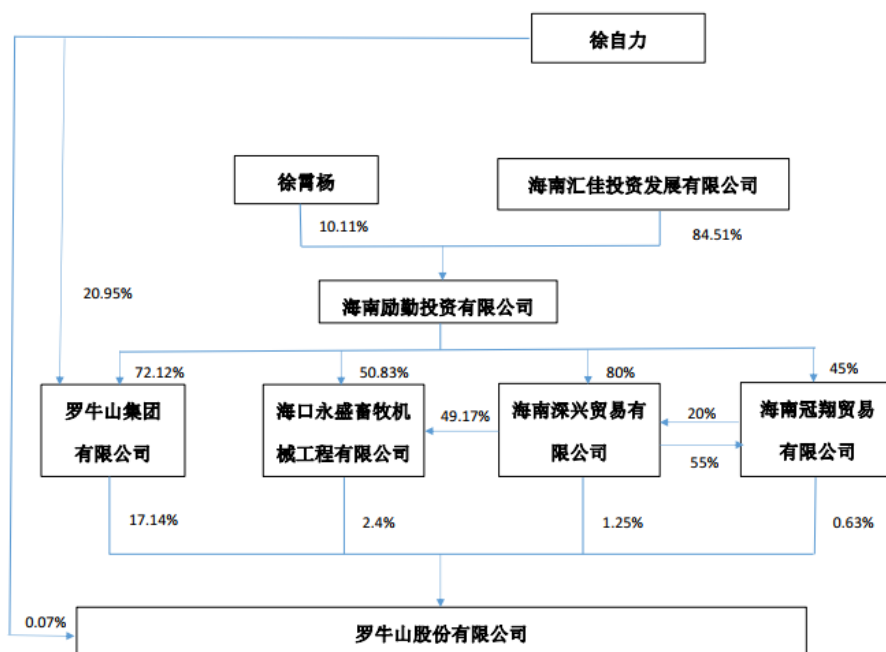 徐自力
徐霄杨
海南汇佳投资发展有限公司
10.11%
84.51%
20.95%
海南励勤投资有限公司
72.12%
50.83%
80%
45%
罗牛山集团
有限公司
海口永盛畜牧机
械工程有限公司
49.17%
海南深兴贸易有
限公司
20%
55%
海南冠翔贸易
有限公司
17.14%
2.4%
1.25%
0.63%
0.07%
罗牛山股份有限公司